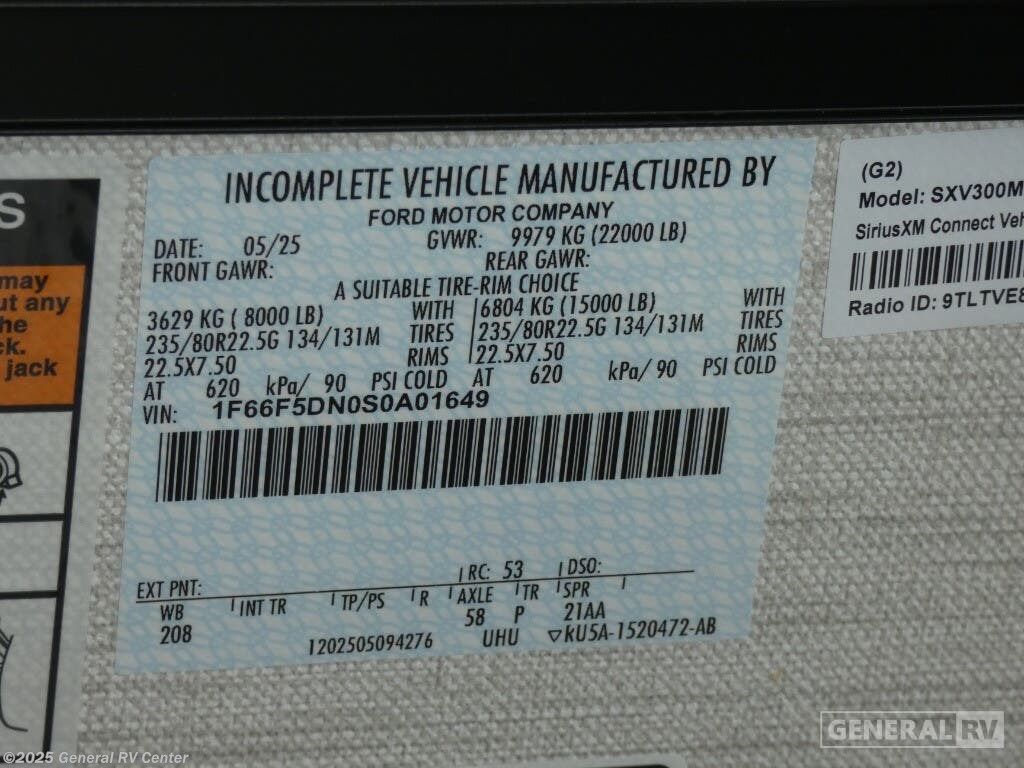 S
may
ut any
he
ck.
jack
INCOMPLETE VEHICLE MANUFACTURED BY
FORD MOTOR COMPANY
DATE: 05/25 GVWR: 9979 KG (22000 LB)
FRONT GAWR: REAR GAWR:
A SUITABLE TIRE-RIM CHOICE
3629 KG ( 8000 LB) WITH 6804 KG (15000 LB) WITH
235/80R22.5G 134/131M TIRES 235/80R22.5G 134/131M TIRES
22.5X7.50 RIMS 22.5X7.50 RIMS
AT 620 kPa/ 90 PSI COLD AT 620 kPa/ 90 PSI COLD
VIN: 1F66F5DN0S0A01649
EXT PNT: RC: 53 DSO:
WB INT TR TP/PS R AXLE TR SPR
208 58 P 21AA
1202505094276 UHU ▽kU5A-1520472-AB
(G2)
Model: SXV300M
SiriusXM Connect Veh
Radio ID: 9TLTVE8
GENERAL RV
©2025 General RV Center